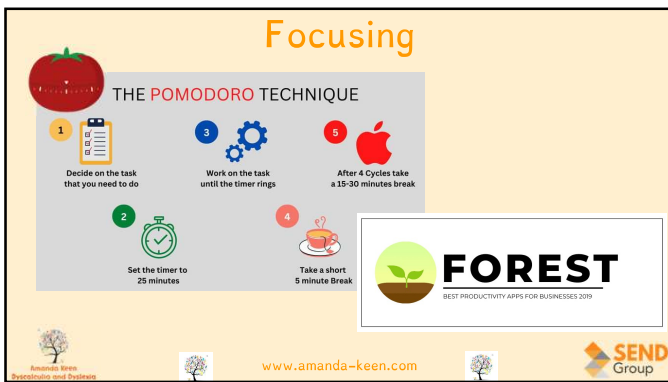 Focusing
THE POMODORO TECHNIQUE
1
Decide on the task
that you need to do
2
Set the timer to
25 minutes
3
Work on the task
until the timer rings
4
Take a short
5 minute Break
5
After 4 Cycles take
a 15-30 minutes break
FOREST
BEST PRODUCTIVITY APPS FOR BUSINESSES 2019
Amanda Keen
Dyscalculia and Dyslexia
www.amanda-keen.com
SEND
Group